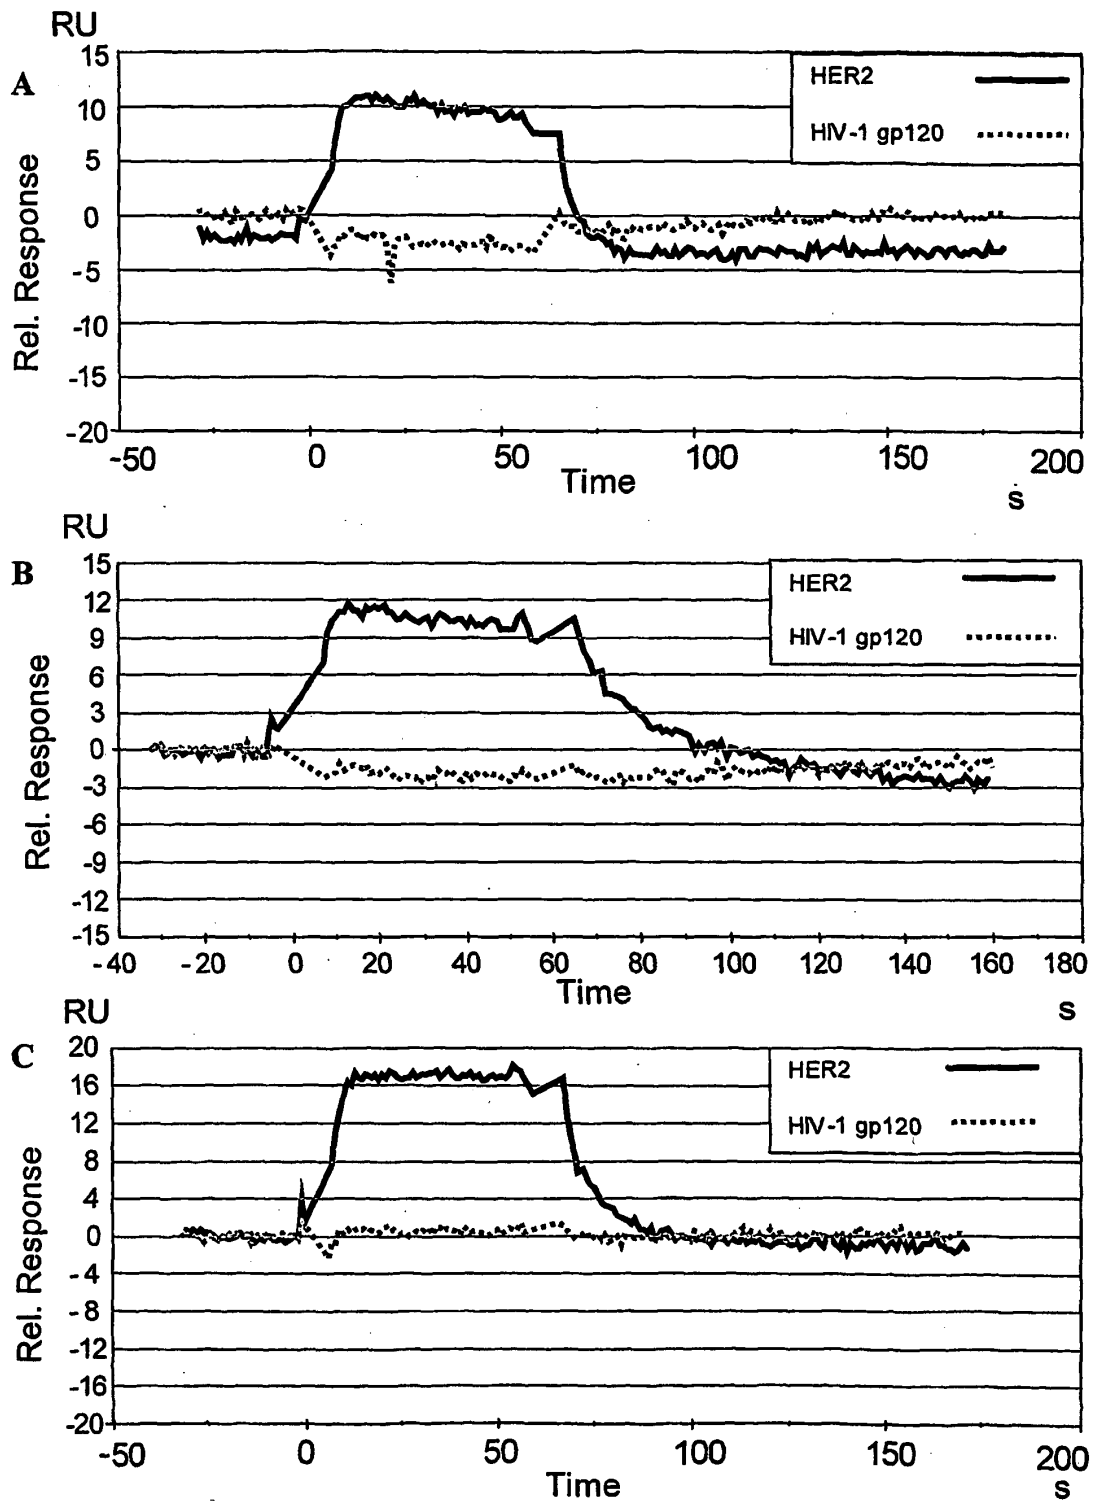 RU
A
15
10
5
0
-5
-10
-15
-20
Rel. Response
HER2
HIV-1 gp120
-50 0 50 100 150 200
Time
s
RU
B
15
12
9
6
3
0
-3
-6
-9
-12
-15
Rel. Response
HER2
HIV-1 gp120
-40 -20 0 20 40 60 80 100 120 140 160 180
Time
s
RU
C
20
16
12
8
4
0
-4
-8
-12
-16
-20
Rel. Response
HER2
HIV-1 gp120
-50 0 50 100 150 200
Time
s